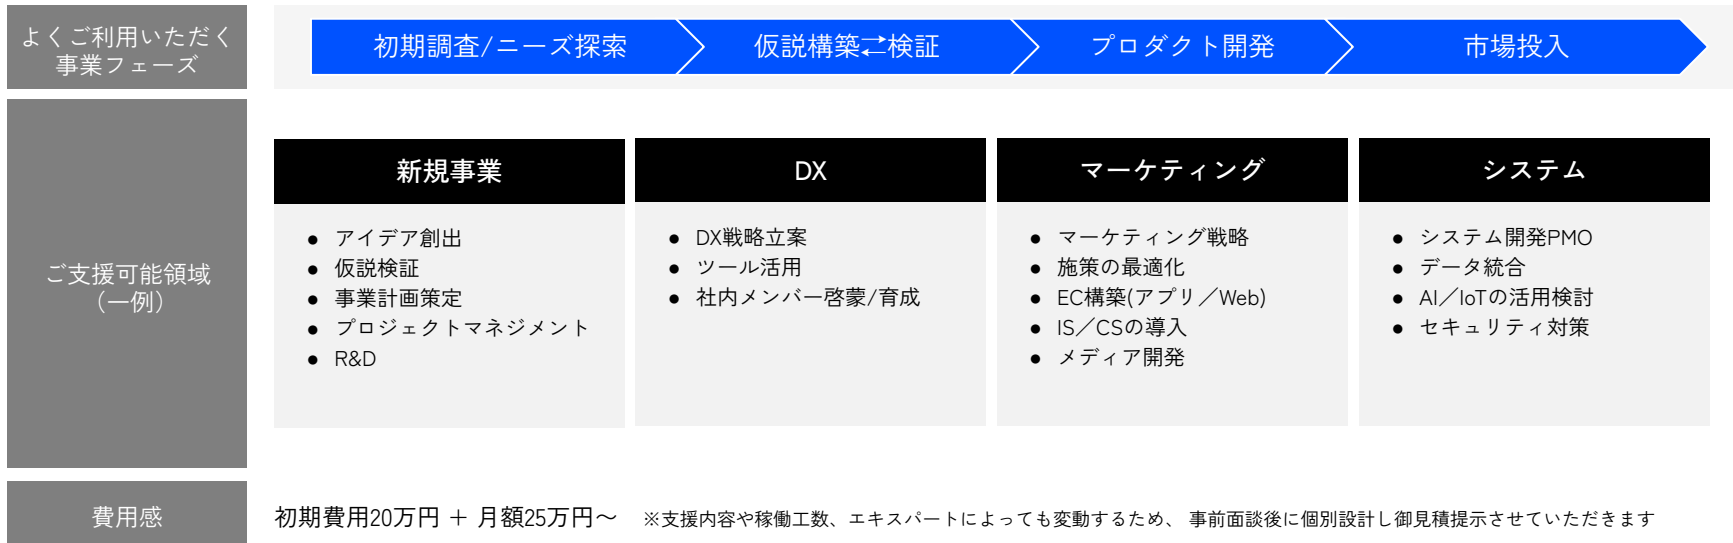 よくご利用いただく
事業フェーズ
初期調査/ニーズ探索
仮説構築⇄検証
プロダクト開発
市場投入
ご支援可能領域
（一例）
新規事業
● アイデア創出
● 仮説検証
● 事業計画策定
● プロジェクトマネジメント
● R&D
DX
● DX戦略立案
● ツール活用
● 社内メンバー啓蒙/育成
マーケティング
● マーケティング戦略
● 施策の最適化
● EC構築(アプリ／Web)
● IS／CSの導入
● メディア開発
システム
● システム開発PMO
● データ統合
● AI／IoTの活用検討
● セキュリティ対策
費用感
初期費用20万円 ＋ 月額25万円〜 ※支援内容や稼働工数、エキスパートによっても変動するため、 事前面談後に個別設計し御見積提示させていただきます